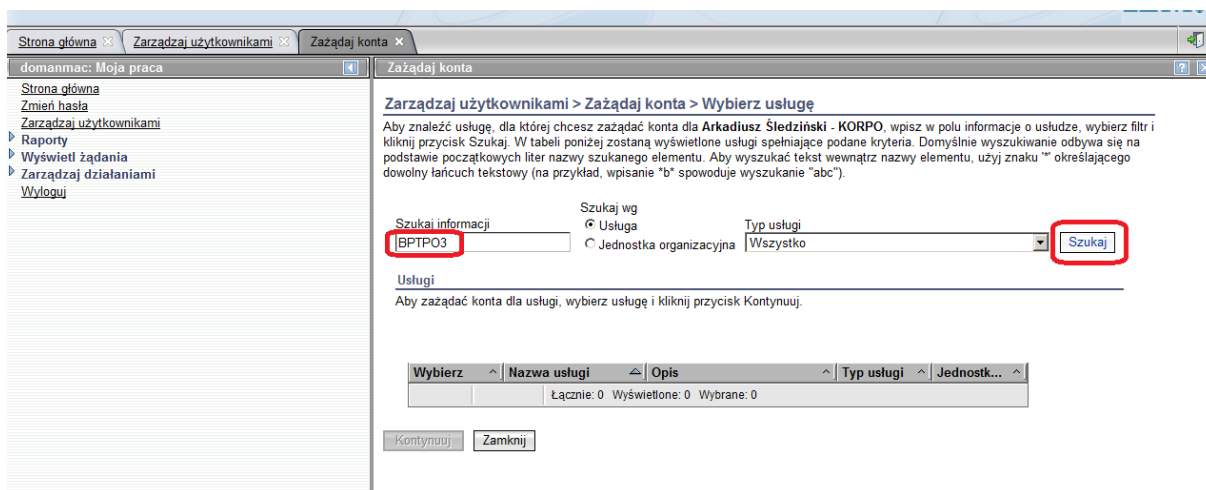 Strona główna Zarządzaj użytkownikami Zażądaj konta
domanmac: Moja praca
Strona główna
Zmień hasła
Zarządzaj użytkownikami
Raporty
Wyświetl żądania
Zarządzaj działaniami
Wyloguj
Zażądaj konta
Zarządzaj użytkownikami > Zażądaj konta > Wybierz usługę
Aby znaleźć usługę, dla której chcesz zażądać konta dla Arkadiusz Śledziński - KORPO, wpisz w polu informacje o usłudze, wybierz filtr i
kliknij przycisk Szukaj. W tabeli poniżej zostaną wyświetlone usługi spełniające podane kryteria. Domyślnie wyszukiwanie odbywa się na
podstawie początkowych liter nazwy szukanego elementu. Aby wyszukać tekst wewnątrz nazwy elementu, użyj znaku '*' określającego
dowolny łańcuch tekstowy (na przykład, wpisanie *b* spowoduje wyszukanie "abc").
Szukaj informacji
BPTPO3
Szukaj wg
Usługa
Jednostka organizacyjna
Typ usługi
Wszystko
Szukaj
Usługi
Aby zażądać konta dla usługi, wybierz usługę i kliknij przycisk Kontynuuj.
Wybierz Nazwa usługi Opis Typ usługi Jednostk...
Łącznie: 0 Wyświetlone: 0 Wybrane: 0
Kontynuuj Zamknij